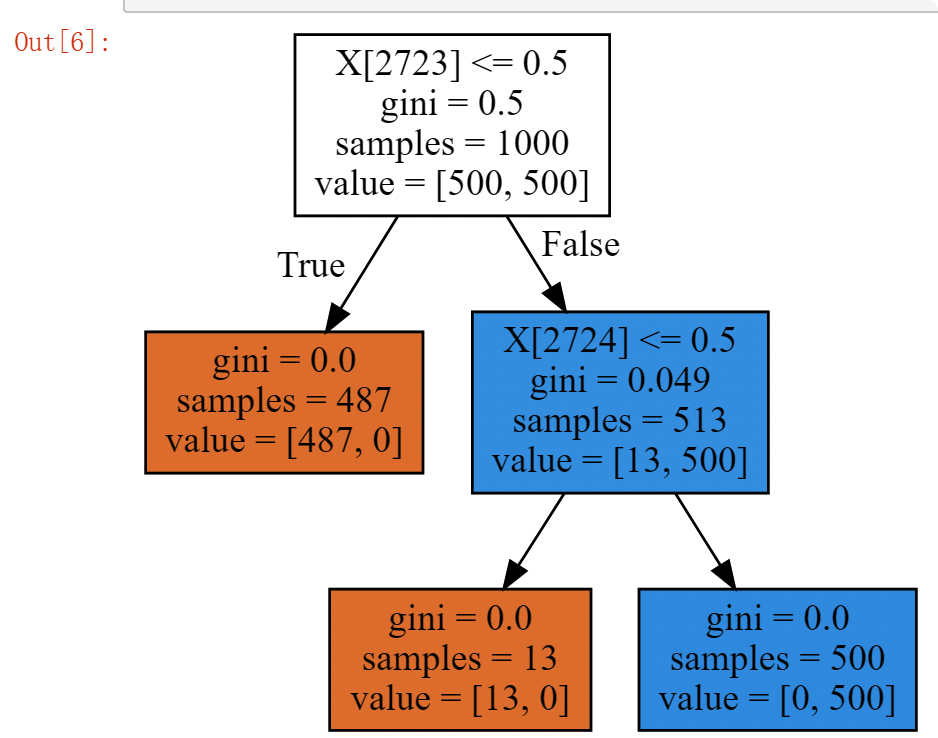 Out[6]:
X[2723] <= 0.5
gini = 0.5
samples = 1000
value = [500, 500]
True
False
gini = 0.0
samples = 487
value = [487, 0]
X[2724] <= 0.5
gini = 0.049
samples = 513
value = [13, 500]
gini = 0.0
samples = 13
value = [13, 0]
gini = 0.0
samples = 500
value = [0, 500]